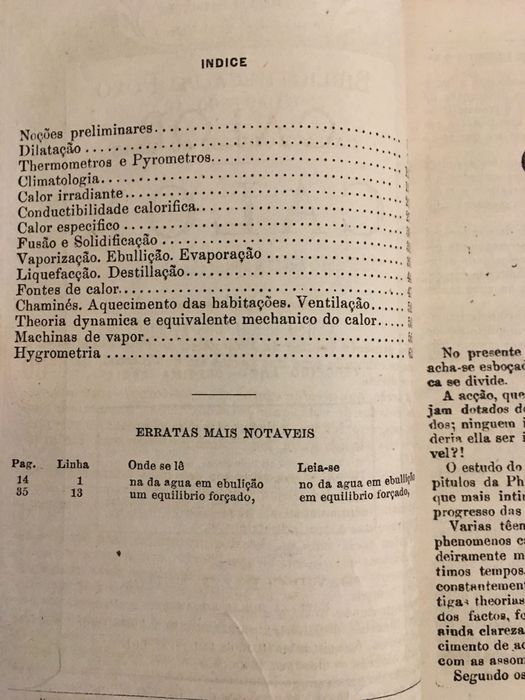 INDICE
Noções preliminares
Dilatação
Thermometros e Pyrometros
Climatologia
Calor irradiante
Conductibilidade calorifica
Calor especifico
Fusão e Solidificação
Vaporização. Ebullição. Evaporação
Liquefacção. Destillação
Fontes de calor
Chaminés. Aquecimento das habitações. Ventilação
Theoria dynamica e equivalente mechanico do calor
Machinas de vapor
Hygrometria
ERRATAS MAIS NOTAVEIS
Pag. Linha Onde se lê Leia-se
14 1 na da agua em ebulição no da agua em ebullição
35 13 um equilibrio forçado, em equilibrio forçado,
No presente
acha-se esboçad
ca se divide.
A acção, que
jam dotados de
dos; ninguem i
deria ella ser i
vel?!
O estudo do
pitulos da Ph
que mais inti
progresso das
Varias têem
phenomenos c
deiramente m
timos tempos.
constantemen
tigas theorias
dos factos, fo
ainda clareza
cimento de ac
com as assom
Segundo os